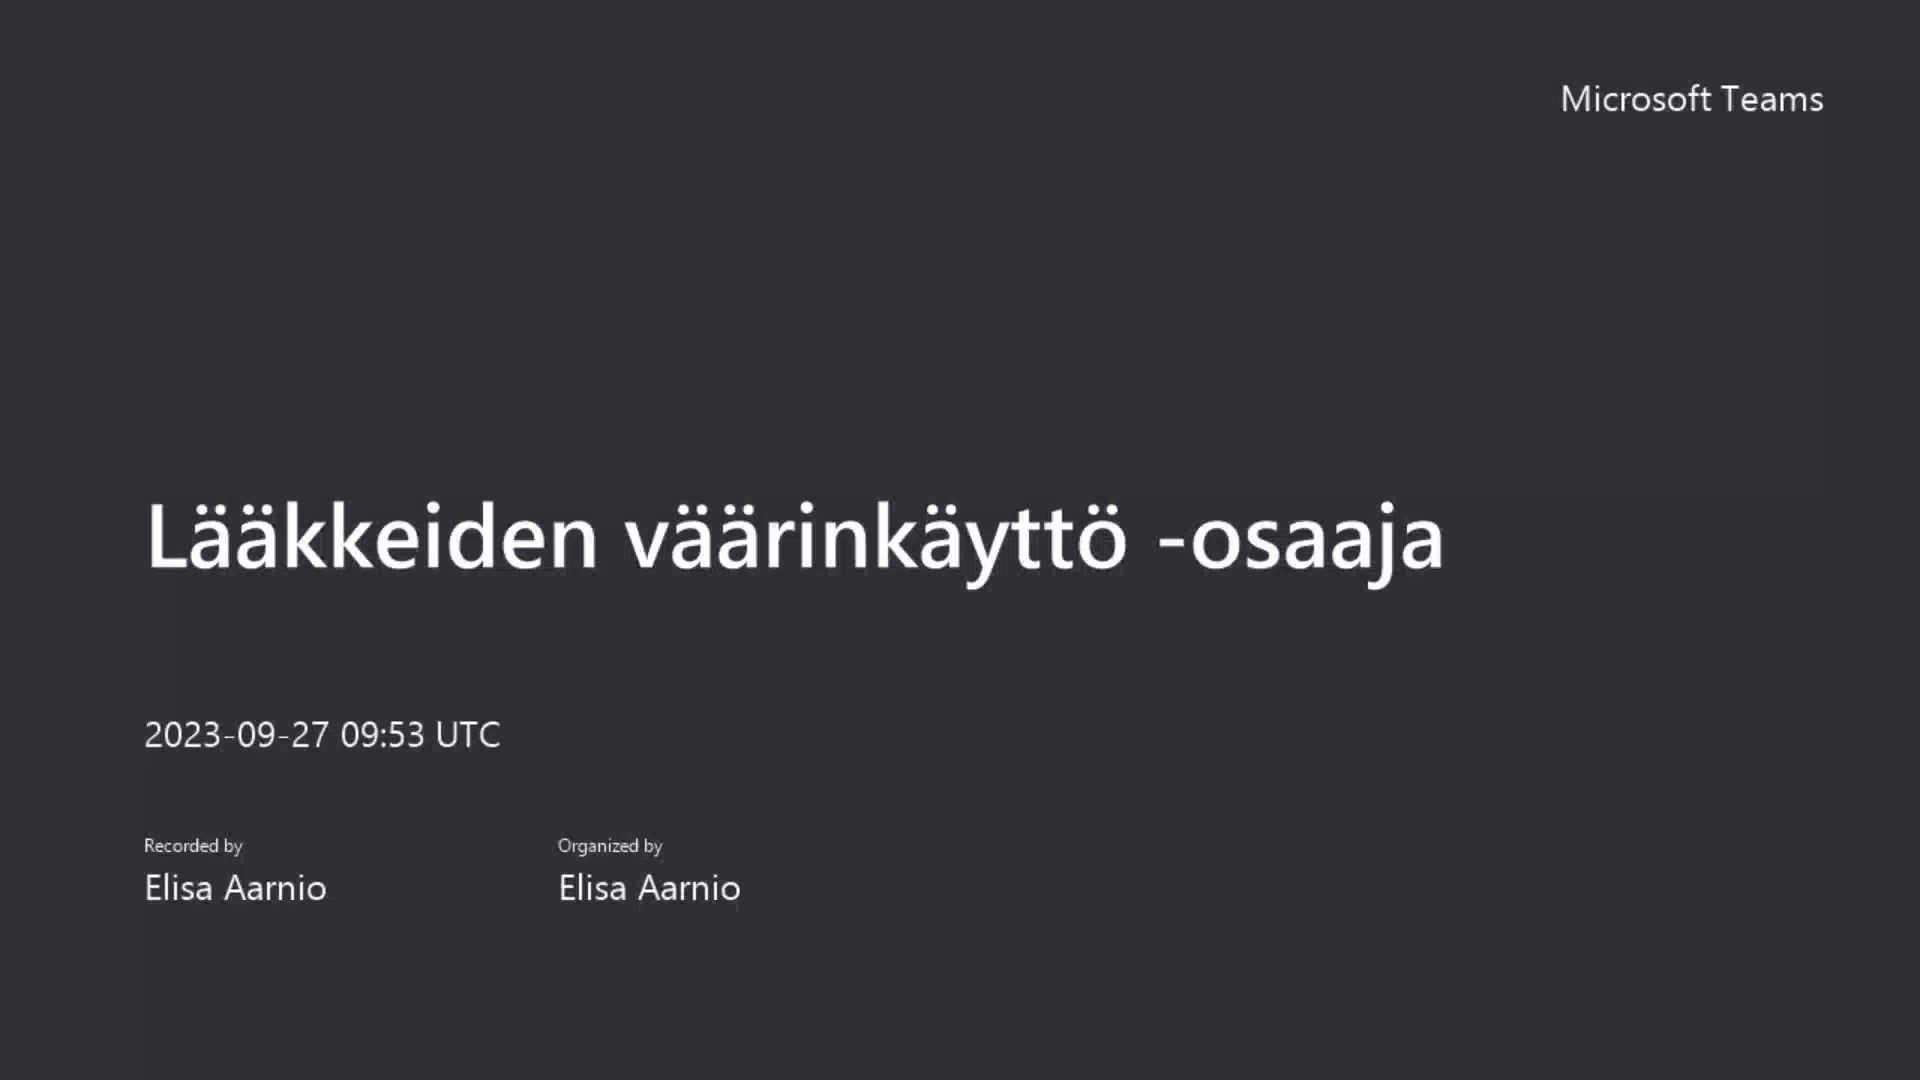 Microsoft Teams
Lääkkeiden väärinkäyttö -osaaja
2023-09-27 09:53 UTC
Recorded by
Elisa Aarnio
Organized by
Elisa Aarnio